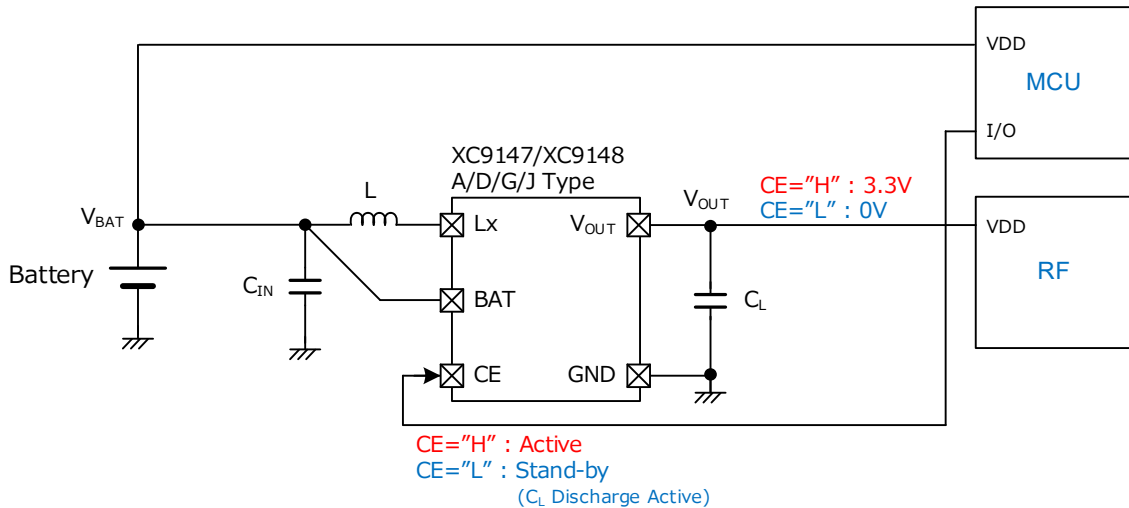 VDD
MCU
I/O
XC9147/XC9148
A/D/G/J Type
L
CE="H" : 3.3V
CE="L" : 0V
VBAT
Lx
VOUT
VOUT
VDD
Battery
CIN
BAT
CL
RF
CE
GND
CE="H" : Active
CE="L" : Stand-by
(CL Discharge Active)